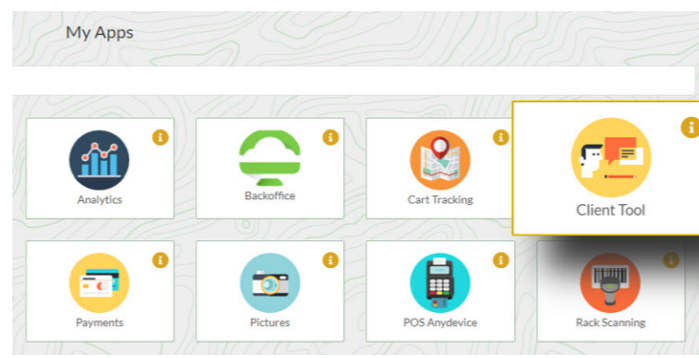 My Apps
Analytics
Backoffice
Cart Tracking
Client Tool
Payments
Pictures
POS Anydevice
Rack Scanning